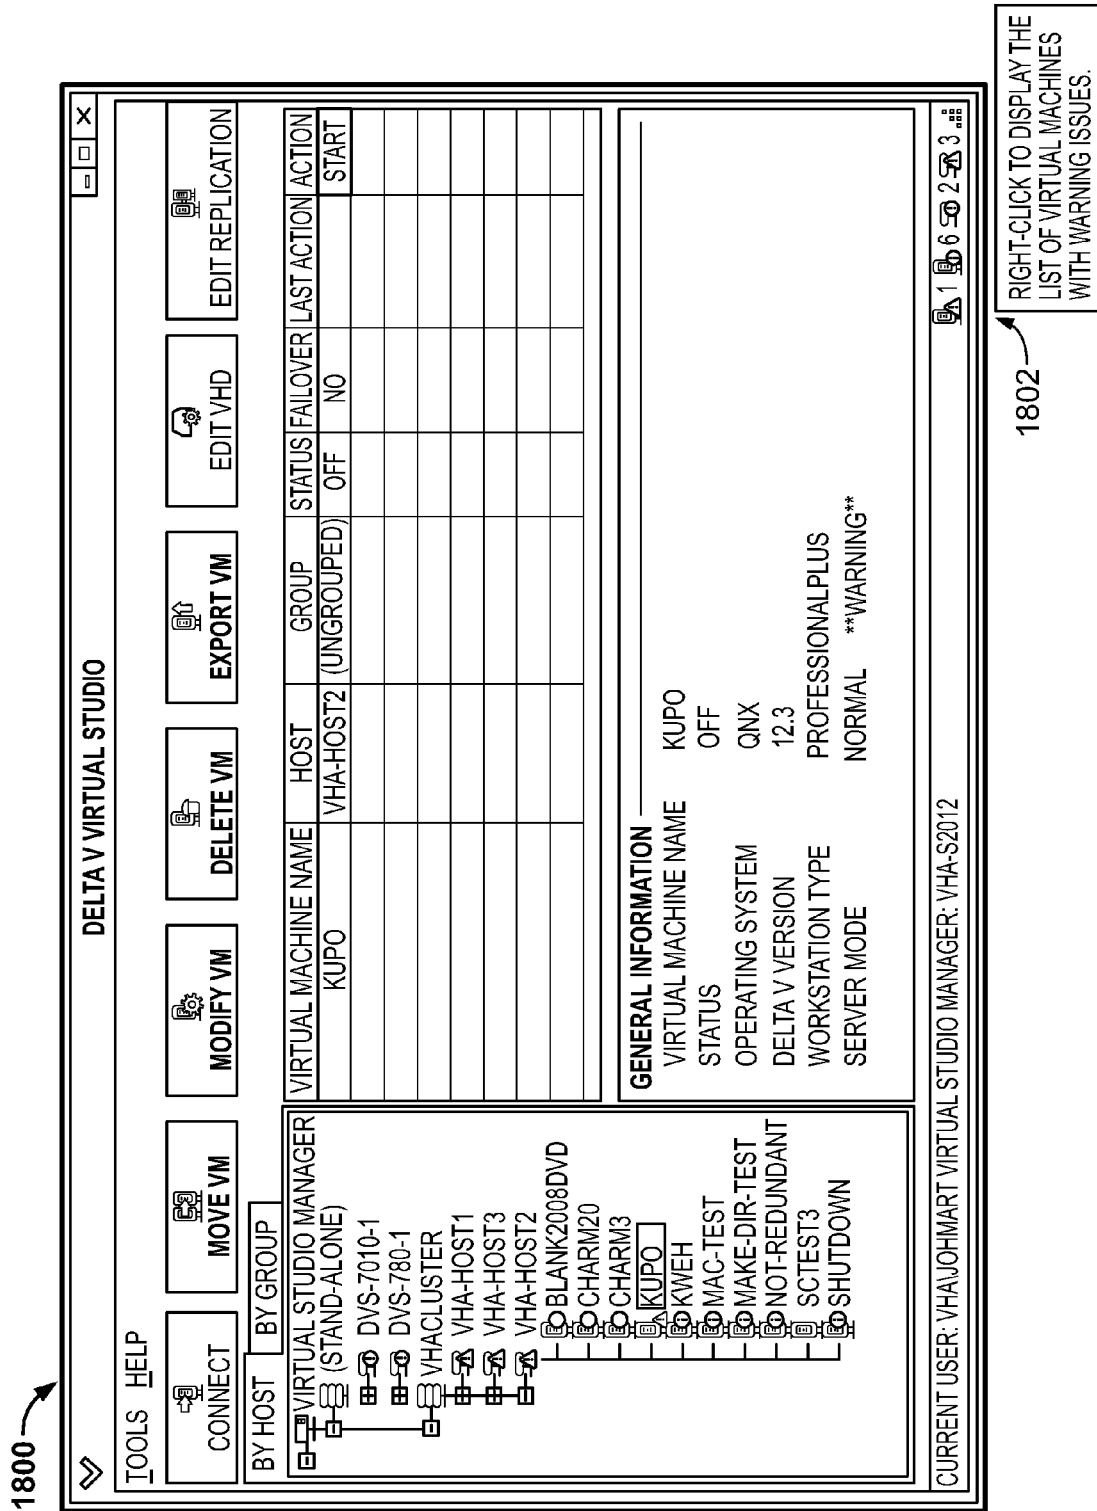 1800
DELTA V VIRTUAL STUDIO
TOOLS HELP
CONNECT
MOVE VM
MODIFY VM
DELETE VM
EXPORT VM
EDIT VHD
EDIT REPLICATION
BY HOST BY GROUP
VIRTUAL STUDIO MANAGER
(STAND-ALONE)
DVS-7010-1
DVS-780-1
VHACLUSTER
VHA-HOST1
VHA-HOST3
VHA-HOST2
BLANK2008DVD
CHARM20
CHARM3
KUPO
KWEH
MAC-TEST
MAKE-DIR-TEST
NOT-REDUNDANT
SCTEST3
SHUTDOWN
VIRTUAL MACHINE NAME HOST GROUP STATUS FAILOVER LAST ACTION ACTION
KUPO VHA-HOST2 (UNGROUPED) OFF NO START
GENERAL INFORMATION
VIRTUAL MACHINE NAME KUPO
STATUS OFF
OPERATING SYSTEM QNX
DELTA V VERSION 12.3
WORKSTATION TYPE PROFESSIONALPLUS
SERVER MODE NORMAL **WARNING**
CURRENT USER: VHA\JOHMART VIRTUAL STUDIO MANAGER: VHA-S2012
1 6 2 3
1802
RIGHT-CLICK TO DISPLAY THE
LIST OF VIRTUAL MACHINES
WITH WARNING ISSUES.